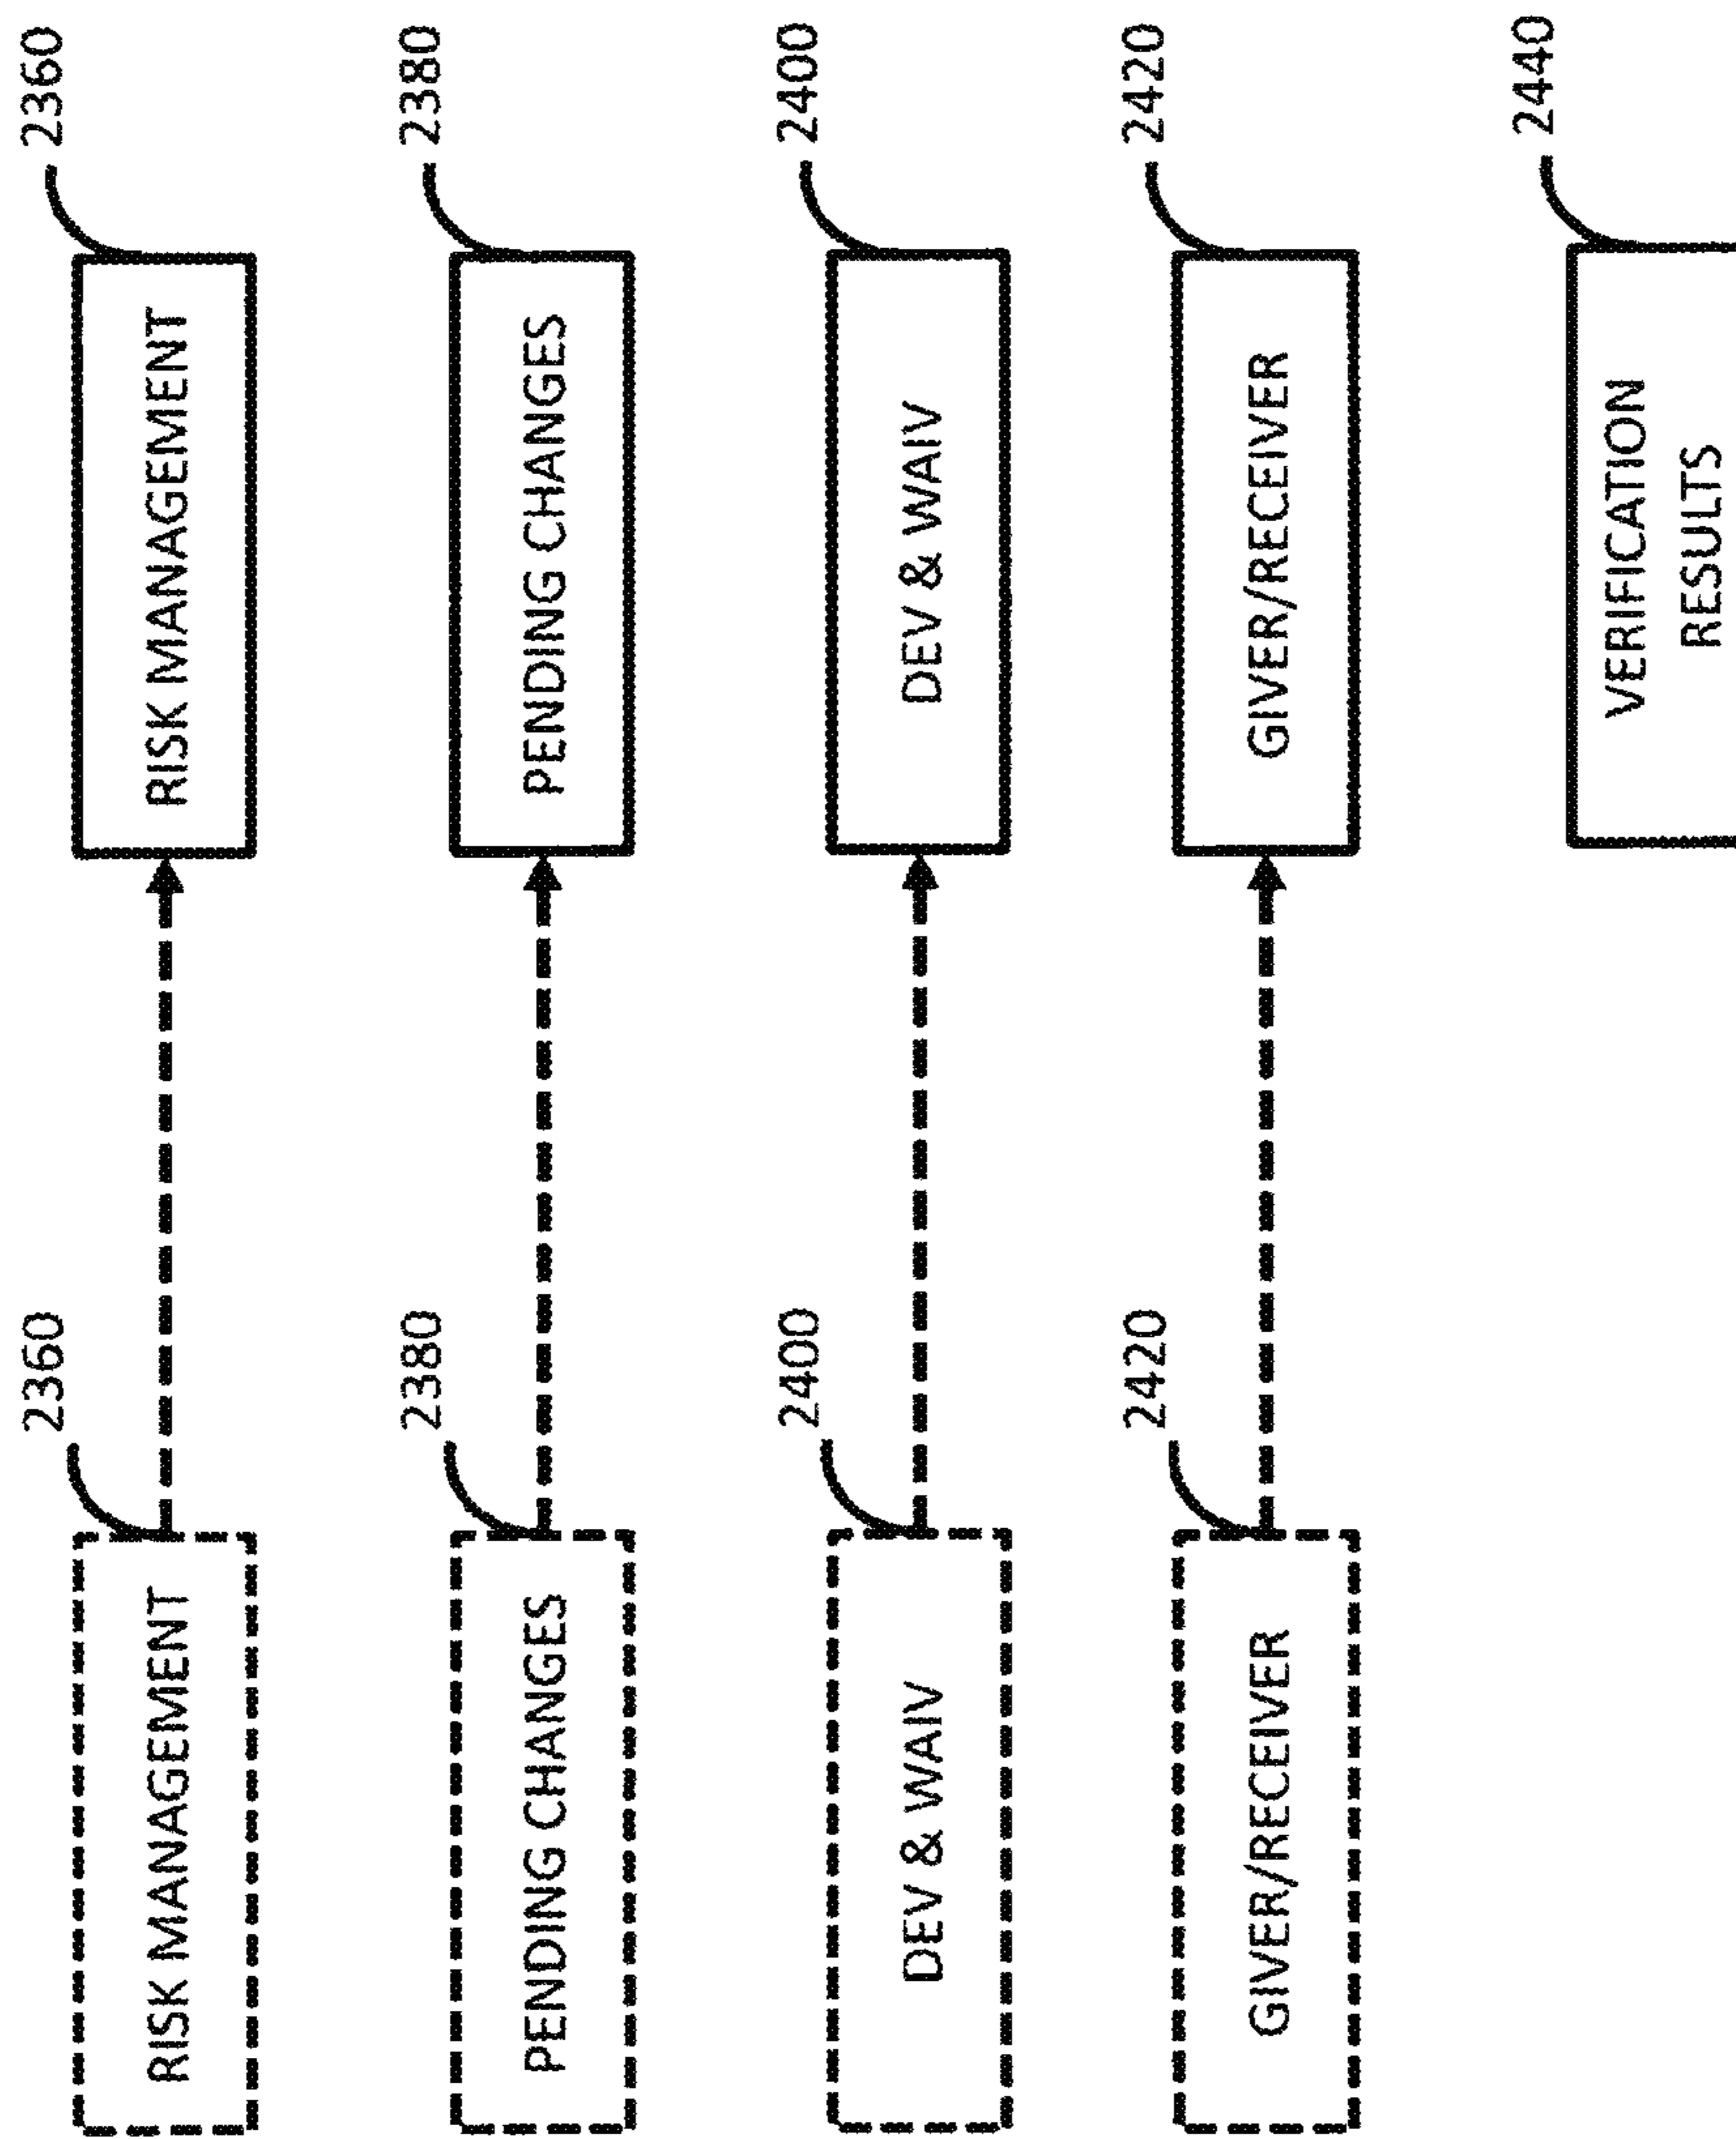 2360
2360
RISK MANAGEMENT
RISK MANAGEMENT
2380
2380
PENDING CHANGES
PENDING CHANGES
2400
2400
DEV & WAIV
DEV & WAIV
2420
2420
GIVER/RECEIVER
GIVER/RECEIVER
2440
VERIFICATION
RESULTS